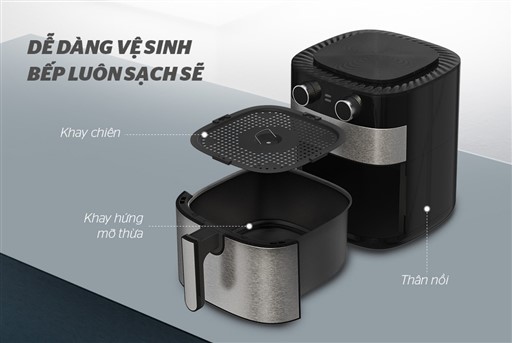 DỄ DÀNG VỆ SINH
BẾP LUÔN SẠCH SẼ
Khay chiên
Khay hứng
mỡ thừa
Thân nồi